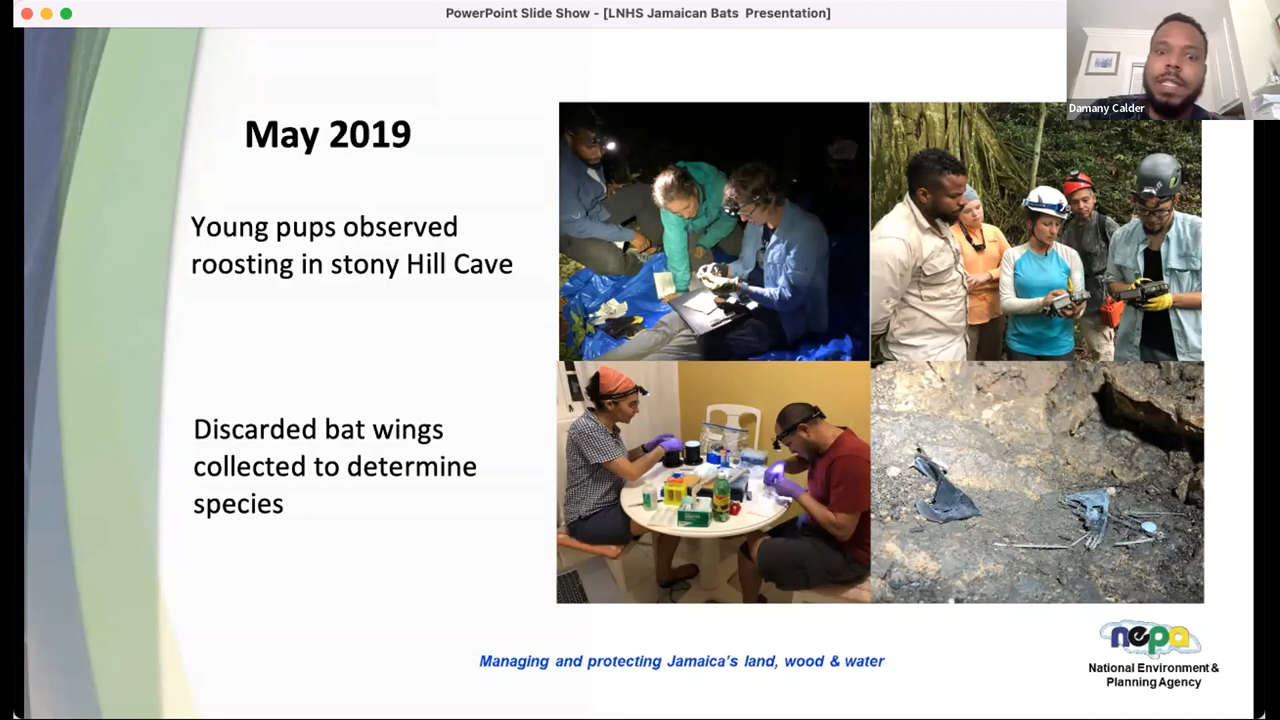 PowerPoint Slide Show - [LNHS Jamaican Bats  Presentation]
Damany Calder
May 2019
Young pups observed
roosting in stony Hill Cave
Discarded bat wings
collected to determine
species
Managing and protecting Jamaica's land, wood & water
nepa
National Environment &
Planning Agency